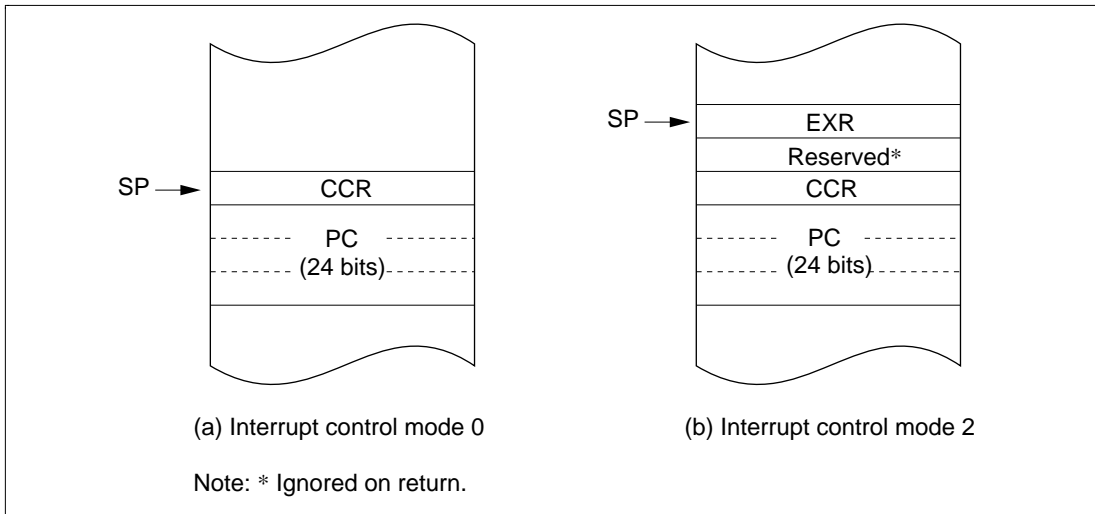 SP
CCR
PC
(24 bits)
(a) Interrupt control mode 0
SP
EXR
Reserved*
CCR
PC
(24 bits)
(b) Interrupt control mode 2
Note: * Ignored on return.